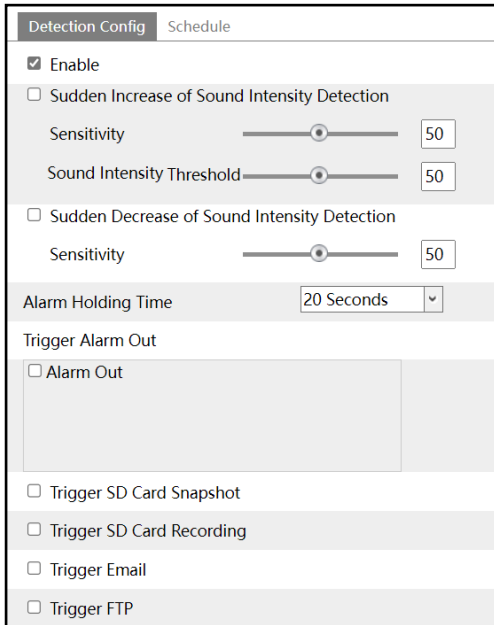 Detection Config Schedule
Enable
Sudden Increase of Sound Intensity Detection
Sensitivity 50
Sound Intensity Threshold 50
Sudden Decrease of Sound Intensity Detection
Sensitivity 50
Alarm Holding Time 20 Seconds
Trigger Alarm Out
Alarm Out
Trigger SD Card Snapshot
Trigger SD Card Recording
Trigger Email
Trigger FTP